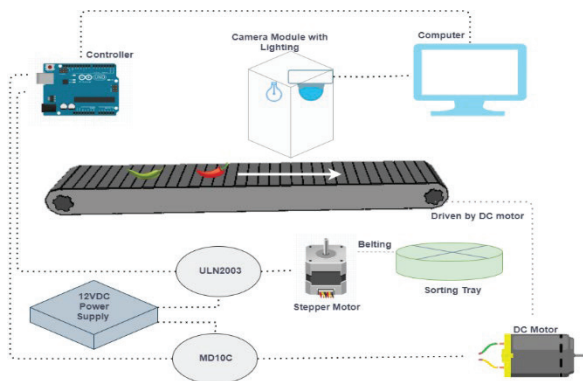 Controller
Camera Module with
Lighting
Computer
Driven by DC motor
ULN2003
Belting
12VDC
Power
Supply
Stepper Motor
Sorting Tray
DC Motor
MD10C